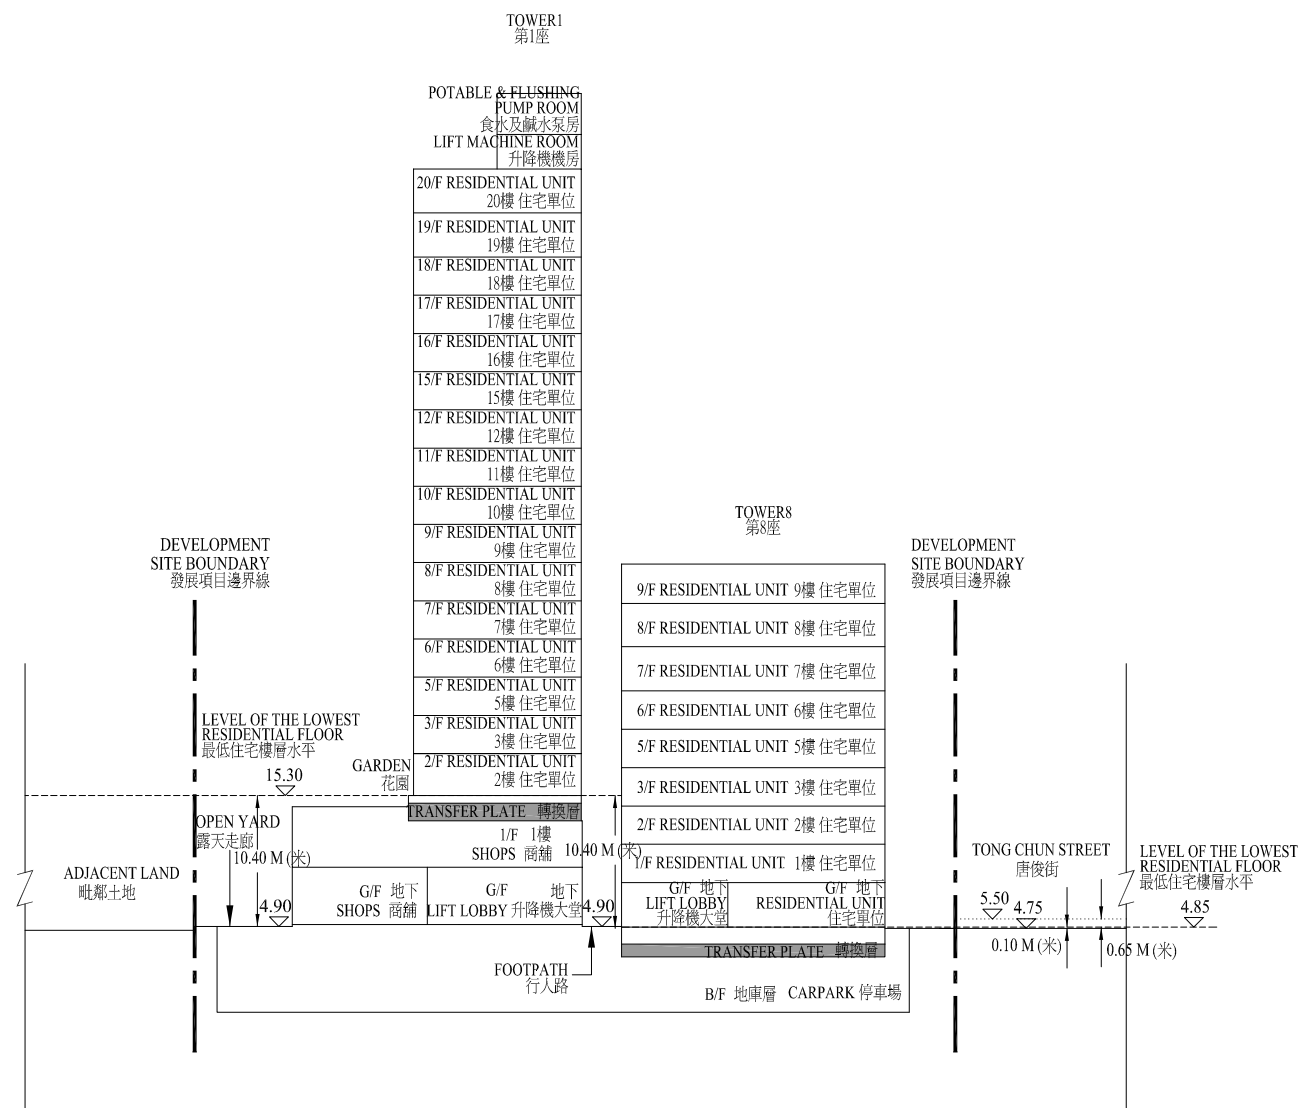 TOWER1
第1座
POTABLE & FLUSHING
PUMP ROOM
食水及鹹水泵房
LIFT MACHINE ROOM
升降機機房
20/F RESIDENTIAL UNIT
20樓 住宅單位
19/F RESIDENTIAL UNIT
19樓 住宅單位
18/F RESIDENTIAL UNIT
18樓 住宅單位
17/F RESIDENTIAL UNIT
17樓 住宅單位
16/F RESIDENTIAL UNIT
16樓 住宅單位
15/F RESIDENTIAL UNIT
15樓 住宅單位
12/F RESIDENTIAL UNIT
12樓 住宅單位
11/F RESIDENTIAL UNIT
11樓 住宅單位
10/F RESIDENTIAL UNIT
10樓 住宅單位
9/F RESIDENTIAL UNIT
9樓 住宅單位
8/F RESIDENTIAL UNIT
8樓 住宅單位
7/F RESIDENTIAL UNIT
7樓 住宅單位
6/F RESIDENTIAL UNIT
6樓 住宅單位
5/F RESIDENTIAL UNIT
5樓 住宅單位
3/F RESIDENTIAL UNIT
3樓 住宅單位
2/F RESIDENTIAL UNIT
2樓 住宅單位
TRANSFER PLATE 轉換層
1/F 1樓
SHOPS 商舖
G/F 地下
SHOPS 商舖
G/F 地下
LIFT LOBBY 升降機大堂
DEVELOPMENT
SITE BOUNDARY
發展項目邊界線
LEVEL OF THE LOWEST
RESIDENTIAL FLOOR
最低住宅樓層水平
15.30
GARDEN
花園
OPEN YARD
露天走廊
10.40 M (米)
ADJACENT LAND
毗鄰土地
4.90
10.40 M (米)
4.90
FOOTPATH
行人路
TOWER8
第8座
9/F RESIDENTIAL UNIT 9樓 住宅單位
8/F RESIDENTIAL UNIT 8樓 住宅單位
7/F RESIDENTIAL UNIT 7樓 住宅單位
6/F RESIDENTIAL UNIT 6樓 住宅單位
5/F RESIDENTIAL UNIT 5樓 住宅單位
3/F RESIDENTIAL UNIT 3樓 住宅單位
2/F RESIDENTIAL UNIT 2樓 住宅單位
1/F RESIDENTIAL UNIT 1樓 住宅單位
G/F 地下
LIFT LOBBY
升降機大堂
G/F 地下
RESIDENTIAL UNIT
住宅單位
TRANSFER PLATE 轉換層
B/F 地庫層 CARPARK 停車場
DEVELOPMENT
SITE BOUNDARY
發展項目邊界線
TONG CHUN STREET
唐俊街
5.50
4.75
0.10 M (米)
0.65 M (米)
LEVEL OF THE LOWEST
RESIDENTIAL FLOOR
最低住宅樓層水平
4.85